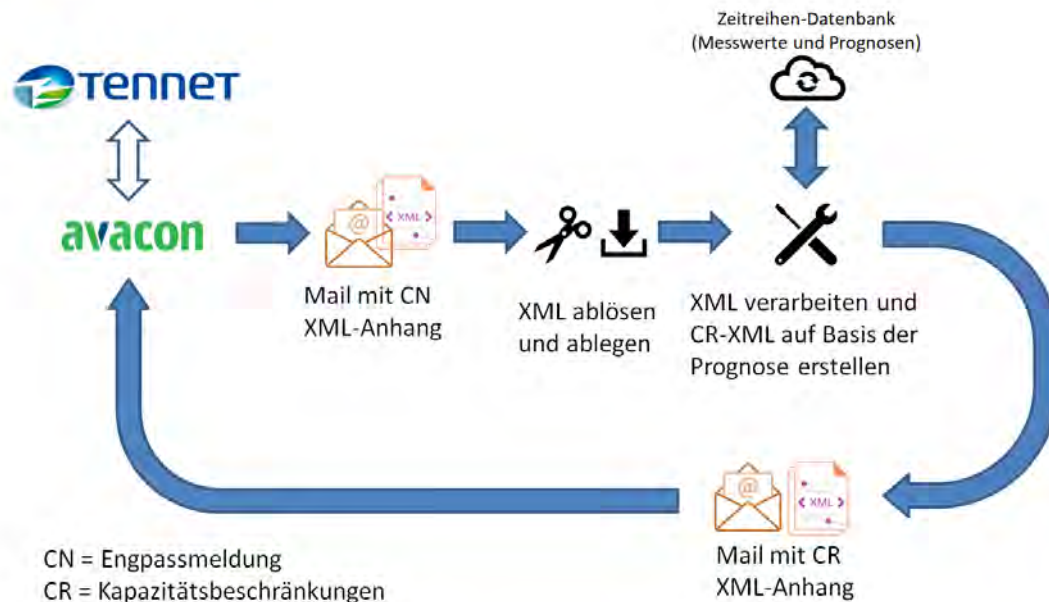 Zeitreihen-Datenbank
(Messwerte und Prognosen)
TenneT
avacon
@
< XML >
Mail mit CN
XML-Anhang
XML ablösen
und ablegen
XML verarbeiten und
CR-XML auf Basis der
Prognose erstellen
@
< XML >
Mail mit CR
XML-Anhang
CN = Engpassmeldung
CR = Kapazitätsbeschränkungen